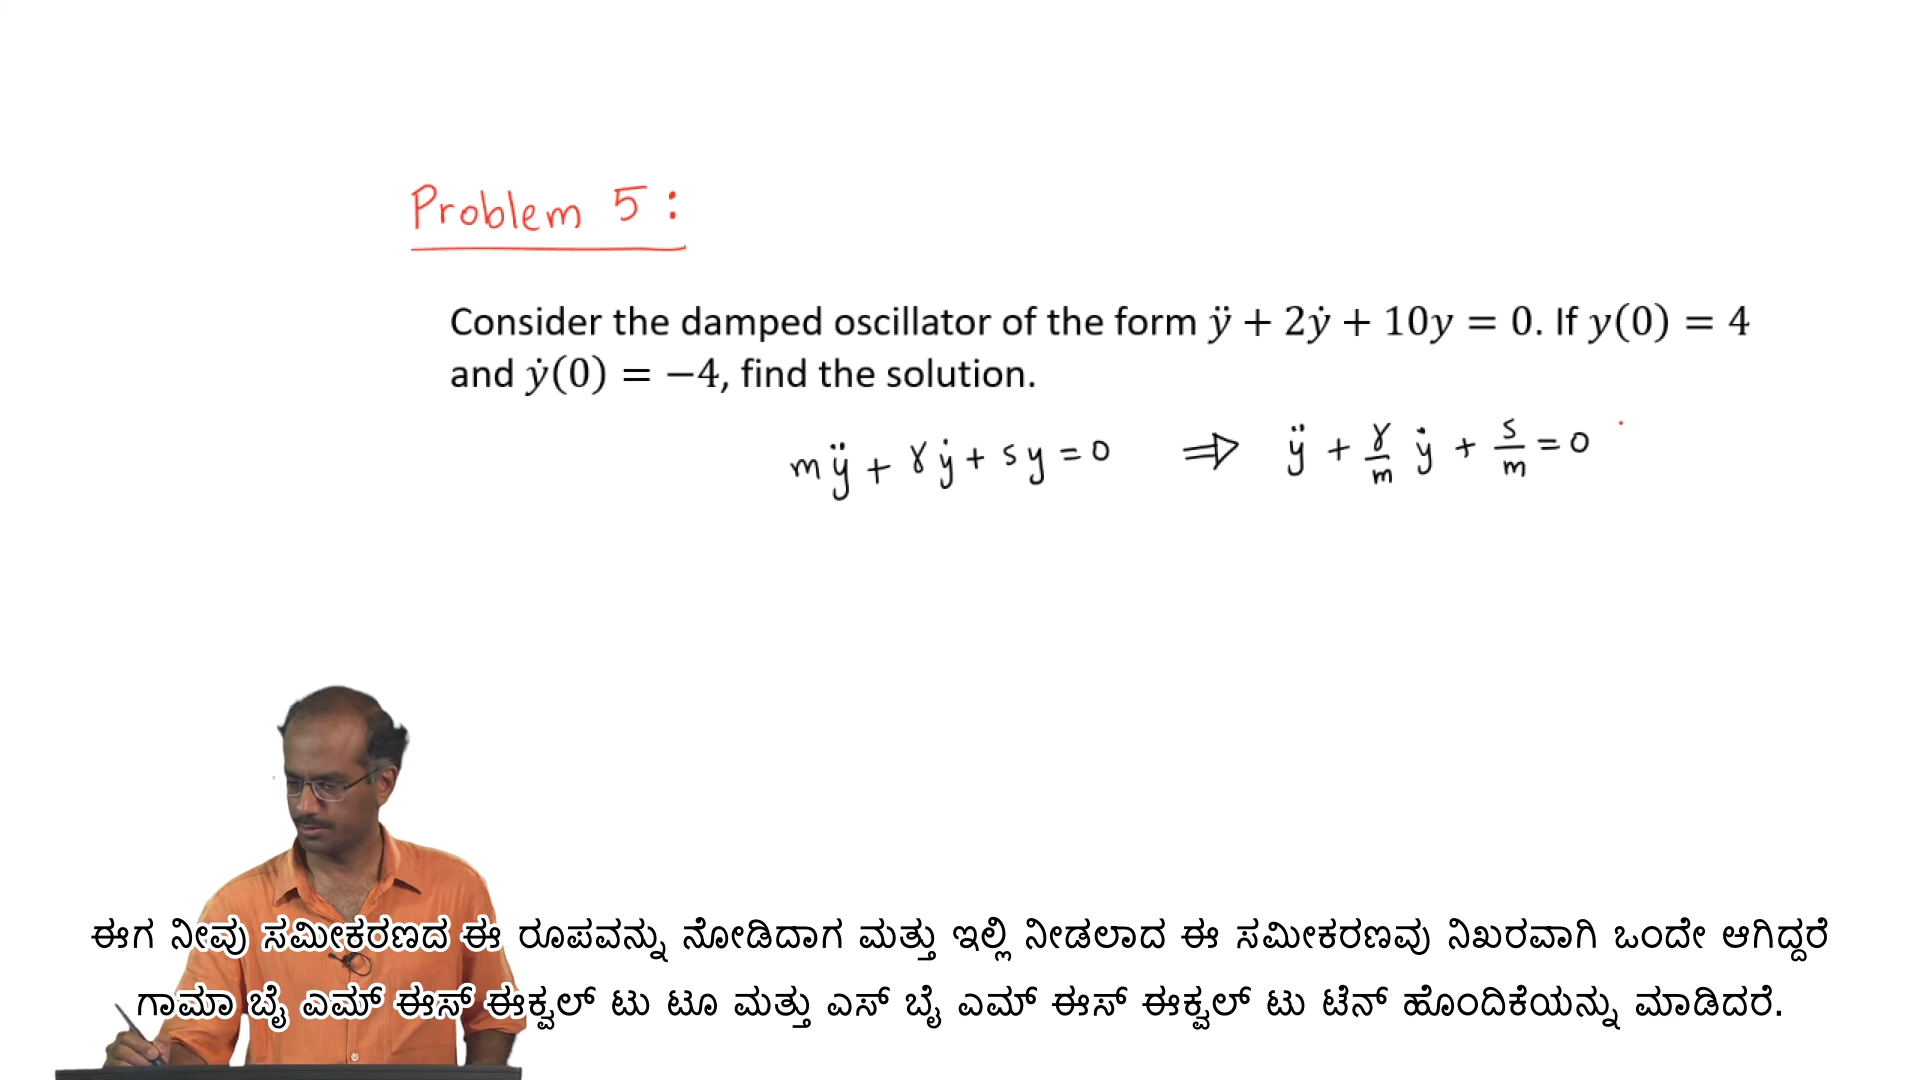 Problem 5 :
Consider the damped oscillator of the form ÿ + 2ẏ + 10y = 0. If y(0) = 4
and ẏ(0) = −4, find the solution.
mÿ + γẏ + sy = 0 ⇒ ÿ + γ/m ẏ + s/m = 0
ಈಗ ನೀವು ಸಮೀಕರಣದ ಈ ರೂಪವನ್ನು ನೋಡಿದಾಗ ಮತ್ತು ಇಲ್ಲಿ ನೀಡಲಾದ ಈ ಸಮೀಕರಣವು ನಿಖರವಾಗಿ ಒಂದೇ ಆಗಿದ್ದರೆ
ಗಾಮಾ ಬೈ ಎಮ್ ಈಸ್ ಈಕ್ವಲ್ ಟು ಟೂ ಮತ್ತು ಎಸ್ ಬೈ ಎಮ್ ಈಸ್ ಈಕ್ವಲ್ ಟು ಟೆನ್ ಹೊಂದಿಕೆಯನ್ನು ಮಾಡಿದರೆ.